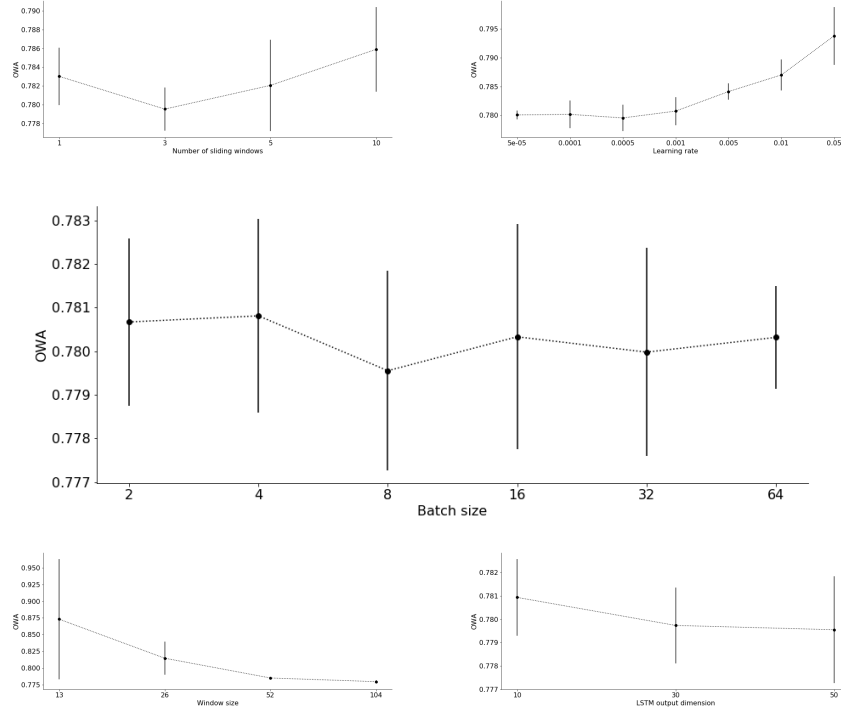 0.790
0.788
0.786
0.784
0.782
0.780
0.778
OWA
1 3 5 10
Number of sliding windows
0.795
0.790
0.785
0.780
OWA
5e-05 0.0001 0.0005 0.001 0.005 0.01 0.05
Learning rate
0.783
0.782
0.781
0.780
0.779
0.778
0.777
OWA
2 4 8 16 32 64
Batch size
0.950
0.925
0.900
0.875
0.850
0.825
0.800
0.775
OWA
13 26 52 104
Window size
0.782
0.781
0.780
0.779
0.778
0.777
OWA
10 30 50
LSTM output dimension